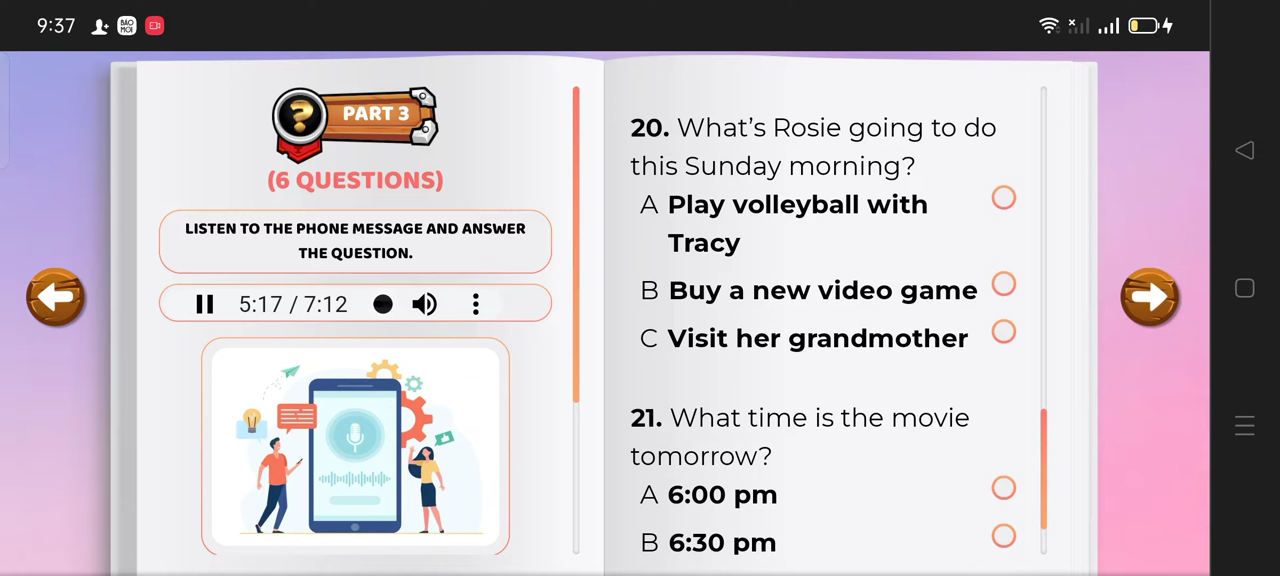 9:37
BÁO
MỚI
PART 3
(6 QUESTIONS)
LISTEN TO THE PHONE MESSAGE AND ANSWER
THE QUESTION.
5:17 / 7:12
20. What's Rosie going to do
this Sunday morning?
A Play volleyball with
Tracy
B Buy a new video game
C Visit her grandmother
21. What time is the movie
tomorrow?
A 6:00 pm
B 6:30 pm